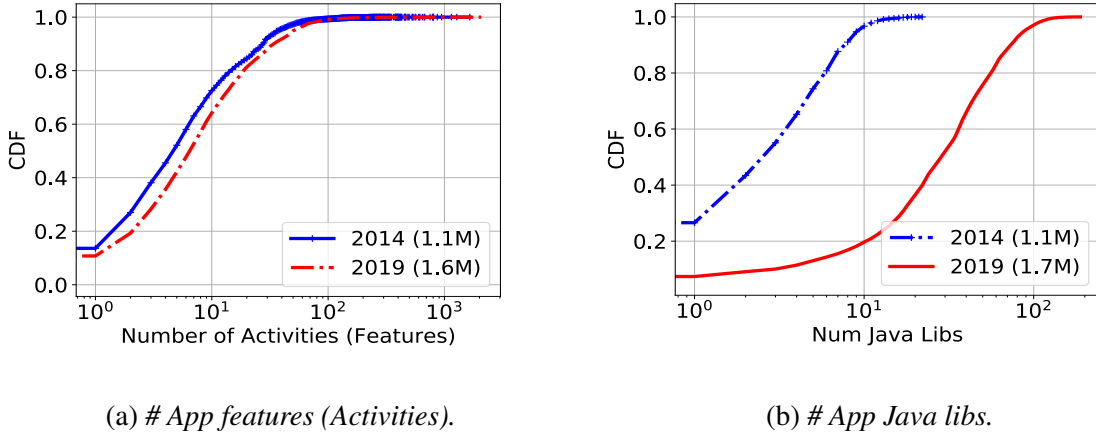 1.0
0.8
0.6
0.4
0.2
0.0
CDF
10^0
10^1
10^2
10^3
Number of Activities (Features)
2014 (1.1M)
2019 (1.6M)
(a) # App features (Activities).
1.0
0.8
0.6
0.4
0.2
CDF
10^0
10^1
10^2
Num Java Libs
2014 (1.1M)
2019 (1.7M)
(b) # App Java libs.